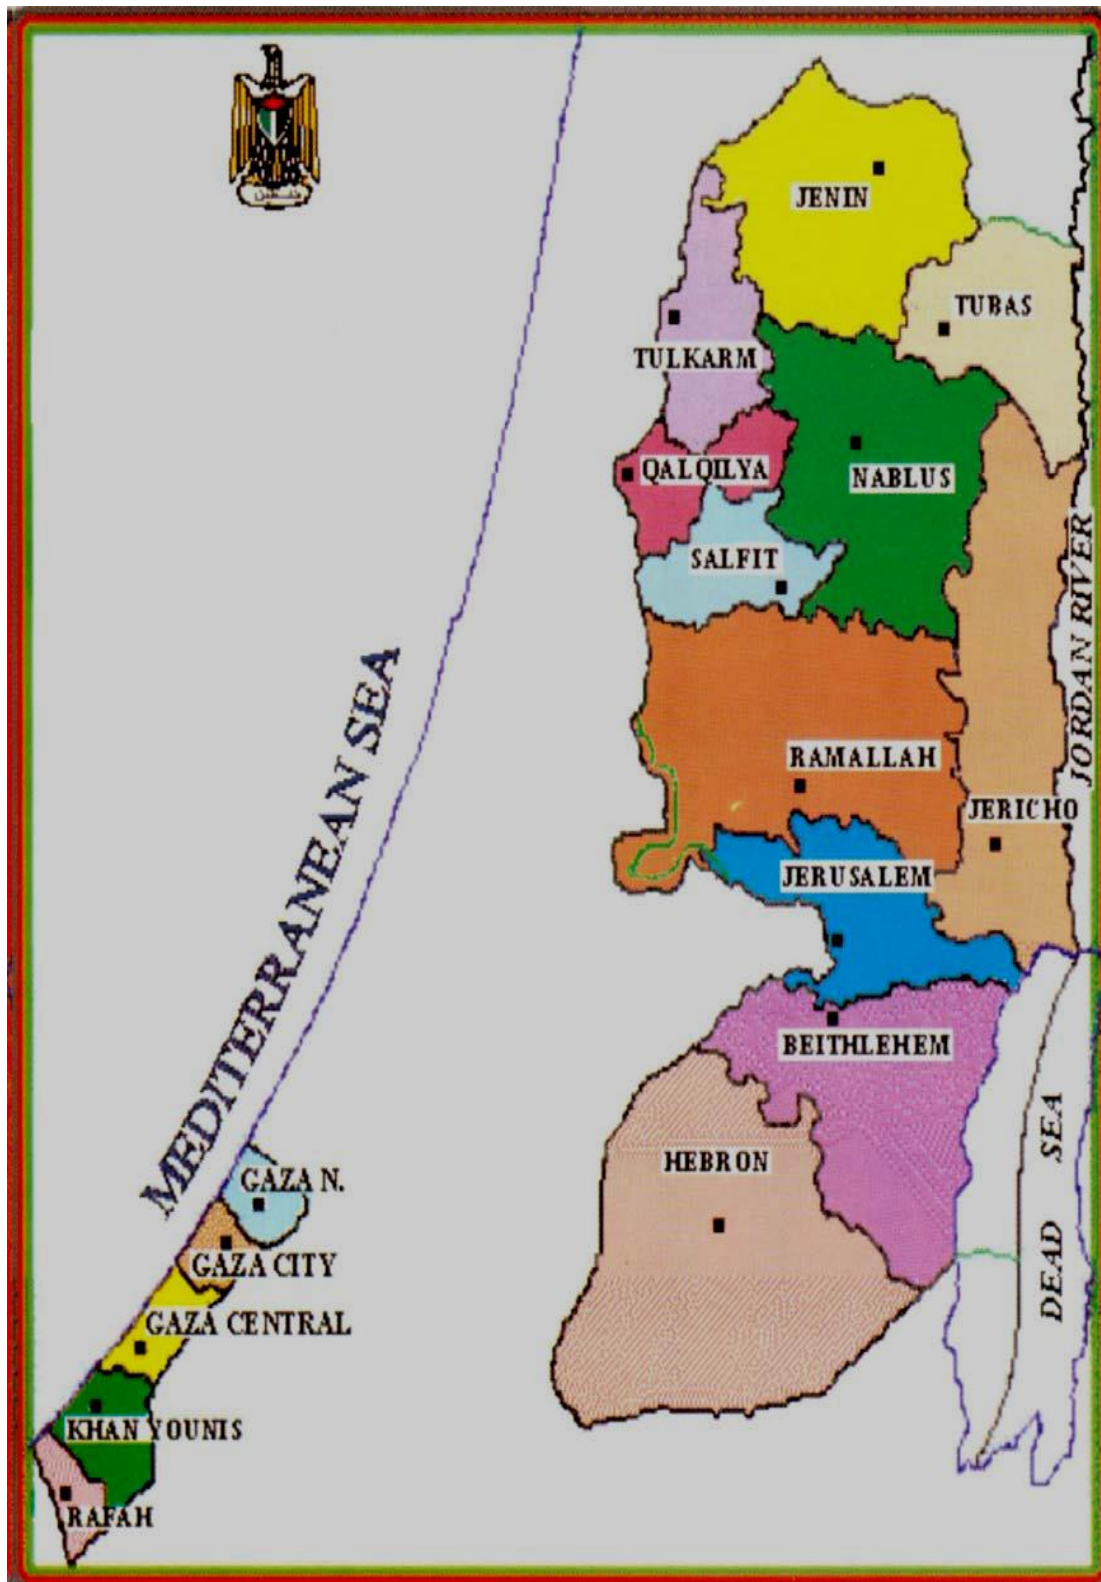 فلسطين
JENIN
TUBAS
TULKARM
QALQILYA
NABLUS
SALFIT
JORDAN RIVER
MEDITERRANEAN SEA
RAMALLAH
JERICHO
JERUSALEM
BEITHLEHEM
HEBRON
DEAD SEA
GAZA N.
GAZA CITY
GAZA CENTRAL
KHAN YOUNIS
RAFAH